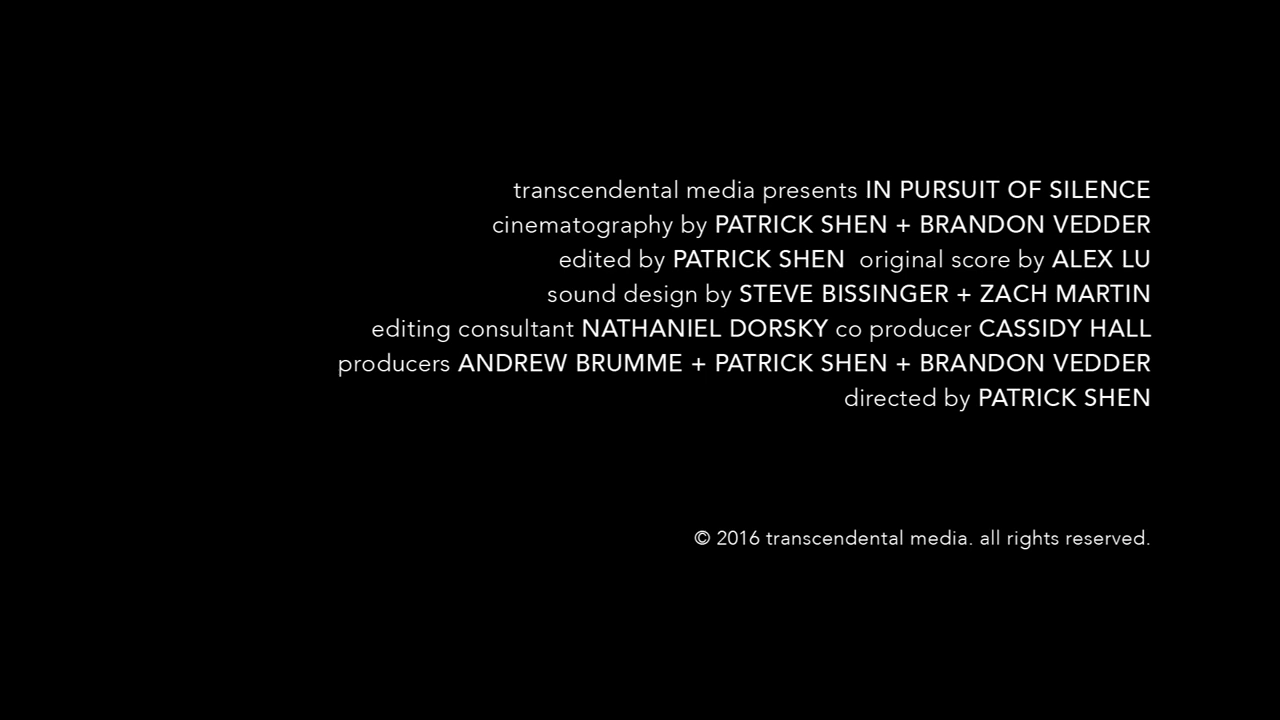 transcendental media presents IN PURSUIT OF SILENCE
cinematography by PATRICK SHEN + BRANDON VEDDER
edited by PATRICK SHEN  original score by ALEX LU
sound design by STEVE BISSINGER + ZACH MARTIN
editing consultant NATHANIEL DORSKY co producer CASSIDY HALL
producers ANDREW BRUMME + PATRICK SHEN + BRANDON VEDDER
directed by PATRICK SHEN
© 2016 transcendental media. all rights reserved.